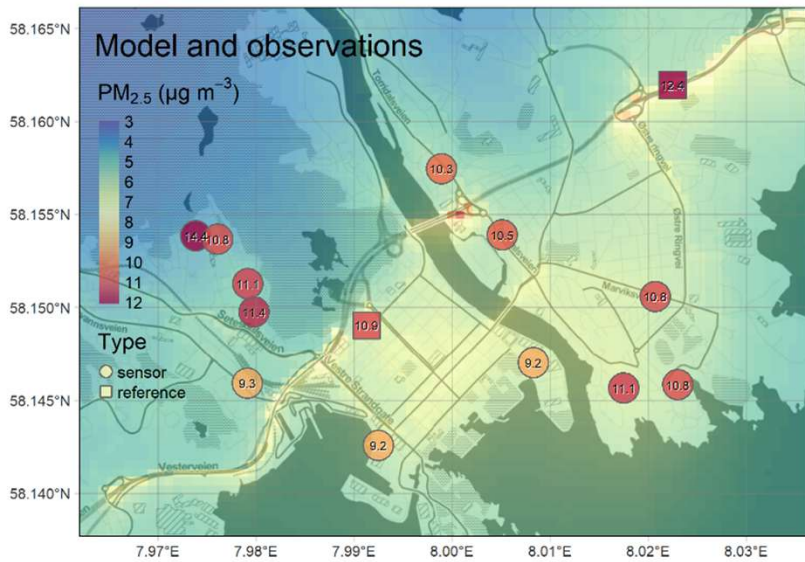 58.165°N
Model and observations
PM2.5 (µg m−3)
3
4
5
6
7
8
9
10
11
12
58.160°N
58.155°N
58.150°N
58.145°N
58.140°N
12.4
10.3
14.4
10.8
10.5
11.1
11.4
10.8
10.9
9.2
9.3
11.1
10.8
9.2
Type
sensor
reference
Torridalsveien
Østre ringvei
Østre Ringvei
Vestre Strandgate
Vesterveien
7.97°E
7.98°E
7.99°E
8.00°E
8.01°E
8.02°E
8.03°E